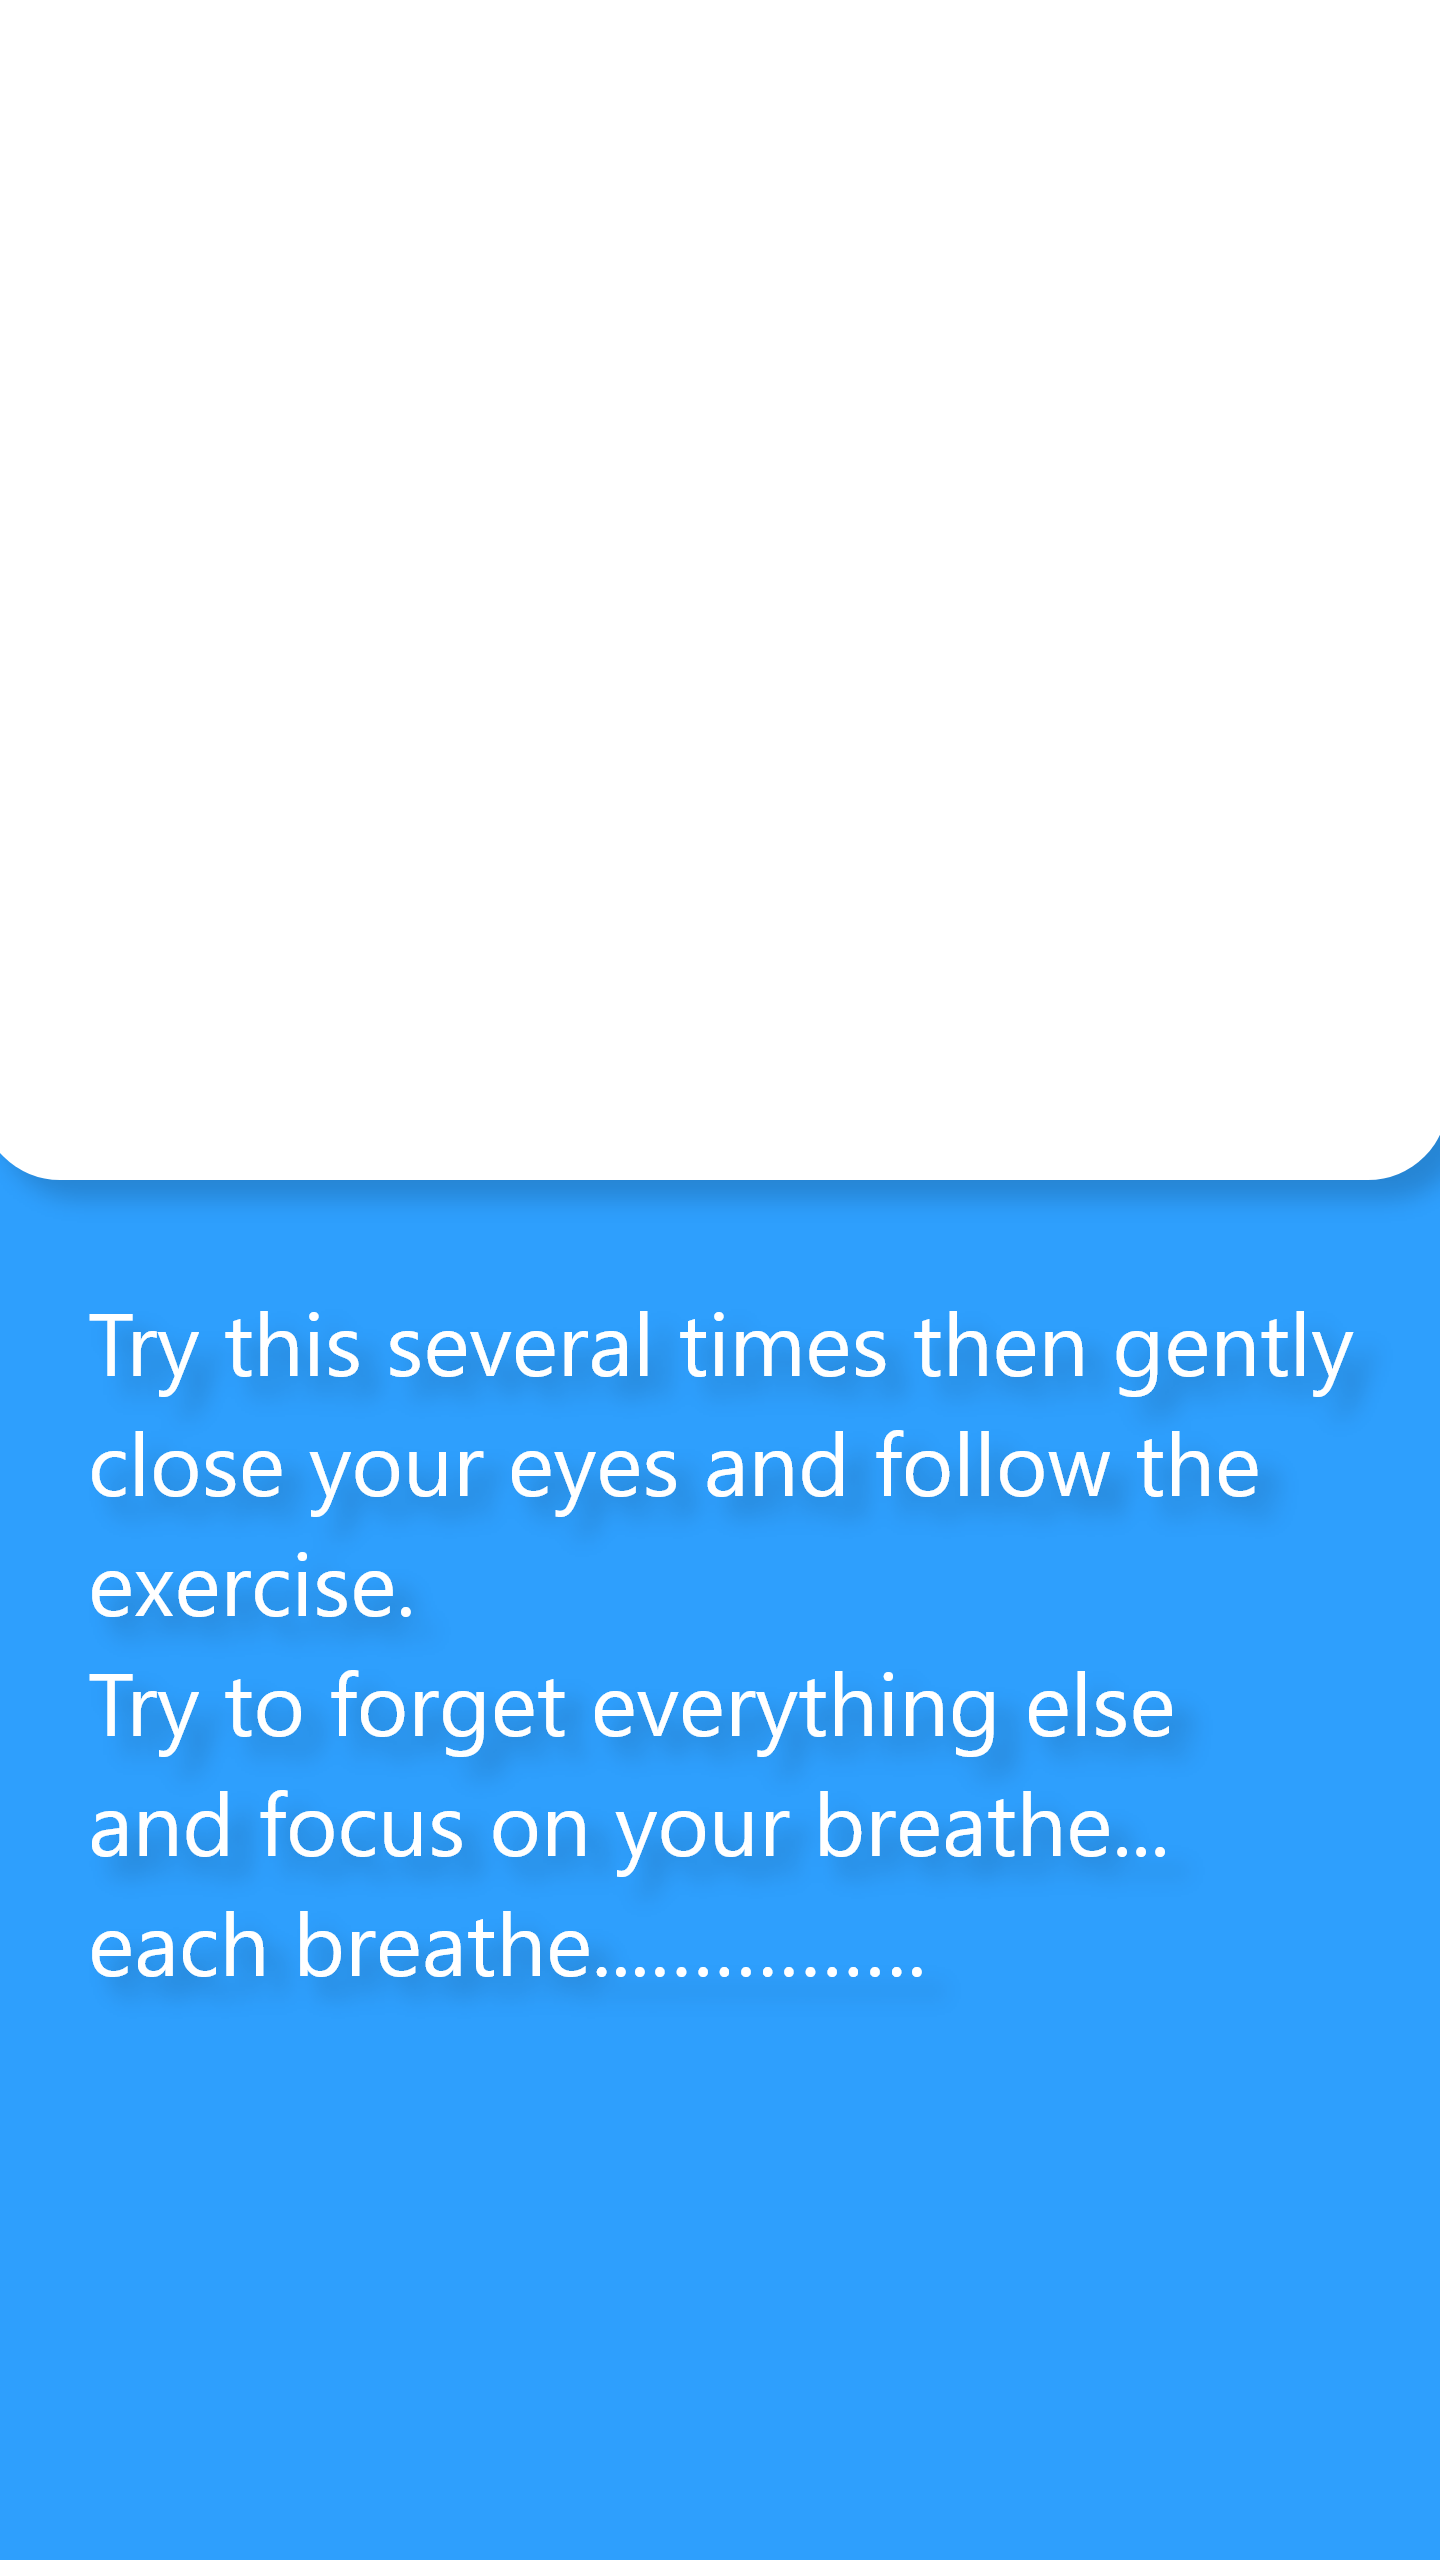 Try this several times then gently
close your eyes and follow the
exercise.
Try to forget everything else
and focus on your breathe...
each breathe...............